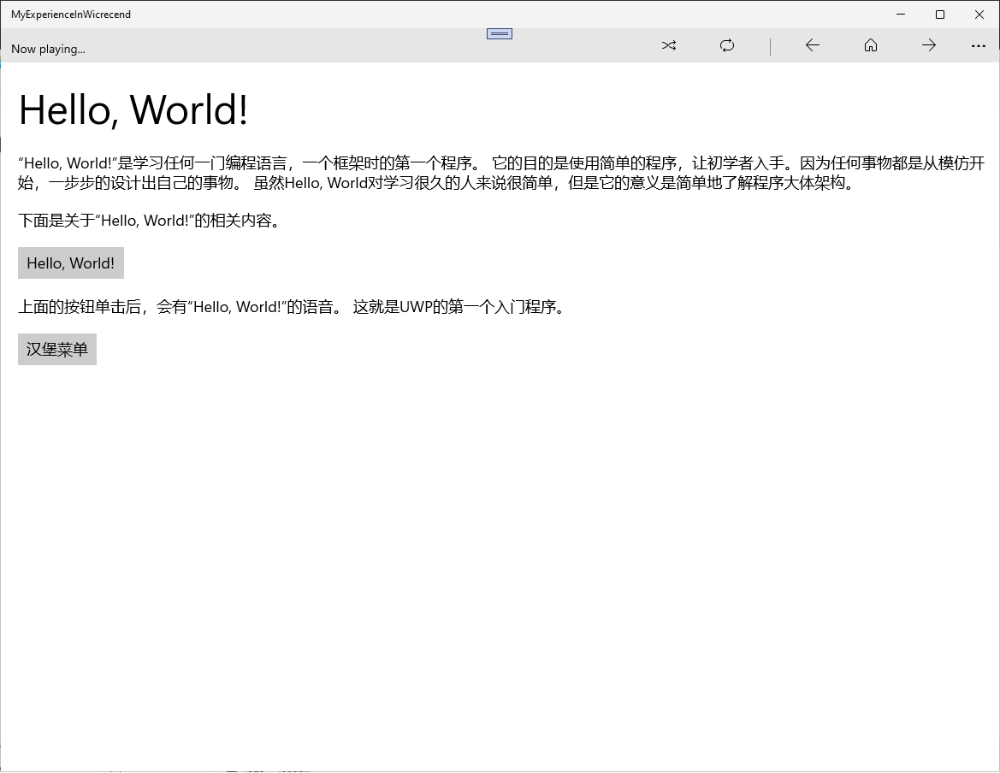 MyExperienceInWicrecend
Now playing...
Hello, World!
“Hello, World!”是学习任何一门编程语言，一个框架时的第一个程序。 它的目的是使用简单的程序，让初学者入手。因为任何事物都是从模仿开
始，一步步的设计出自己的事物。 虽然Hello, World对学习很久的人来说很简单，但是它的意义是简单地了解程序大体架构。
下面是关于“Hello, World!”的相关内容。
Hello, World!
上面的按钮单击后，会有“Hello, World!”的语音。 这就是UWP的第一个入门程序。
汉堡菜单